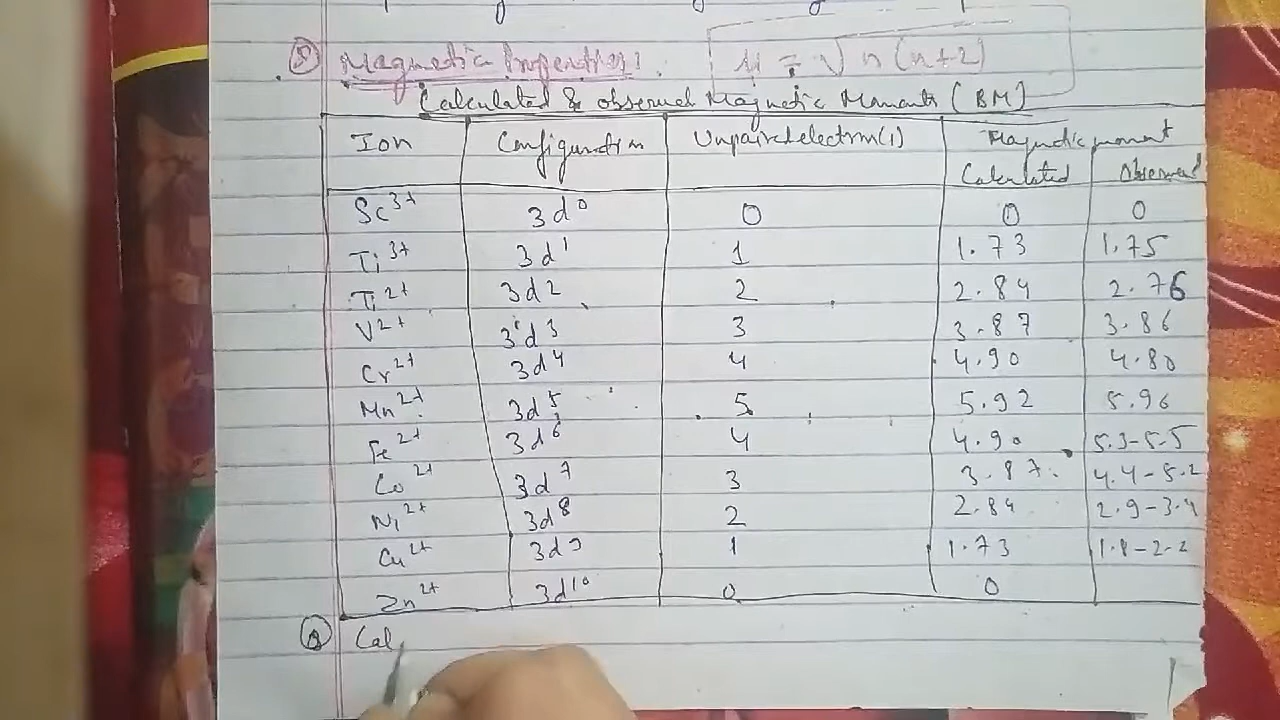 5 Magnetic Properties: μ = √n(n+2)
Calculated & observed Magnetic Moments (BM)
Ion Configuration Unpaired electron(s) Magnetic moment
Calculated Observed
Sc3+ 3d0 0 0 0
Ti3+ 3d1 1 1.73 1.75
Ti2+ 3d2 2 2.84 2.76
V2+ 3d3 3 3.87 3.86
Cr2+ 3d4 4 4.90 4.80
Mn2+ 3d5 5 5.92 5.96
Fe2+ 3d6 4 4.90 5.3-5.5
Co2+ 3d7 3 3.87 4.4-5.2
Ni2+ 3d8 2 2.84 2.9-3.4
Cu2+ 3d9 1 1.73 1.8-2.2
Zn2+ 3d10 0 0
Q Cal